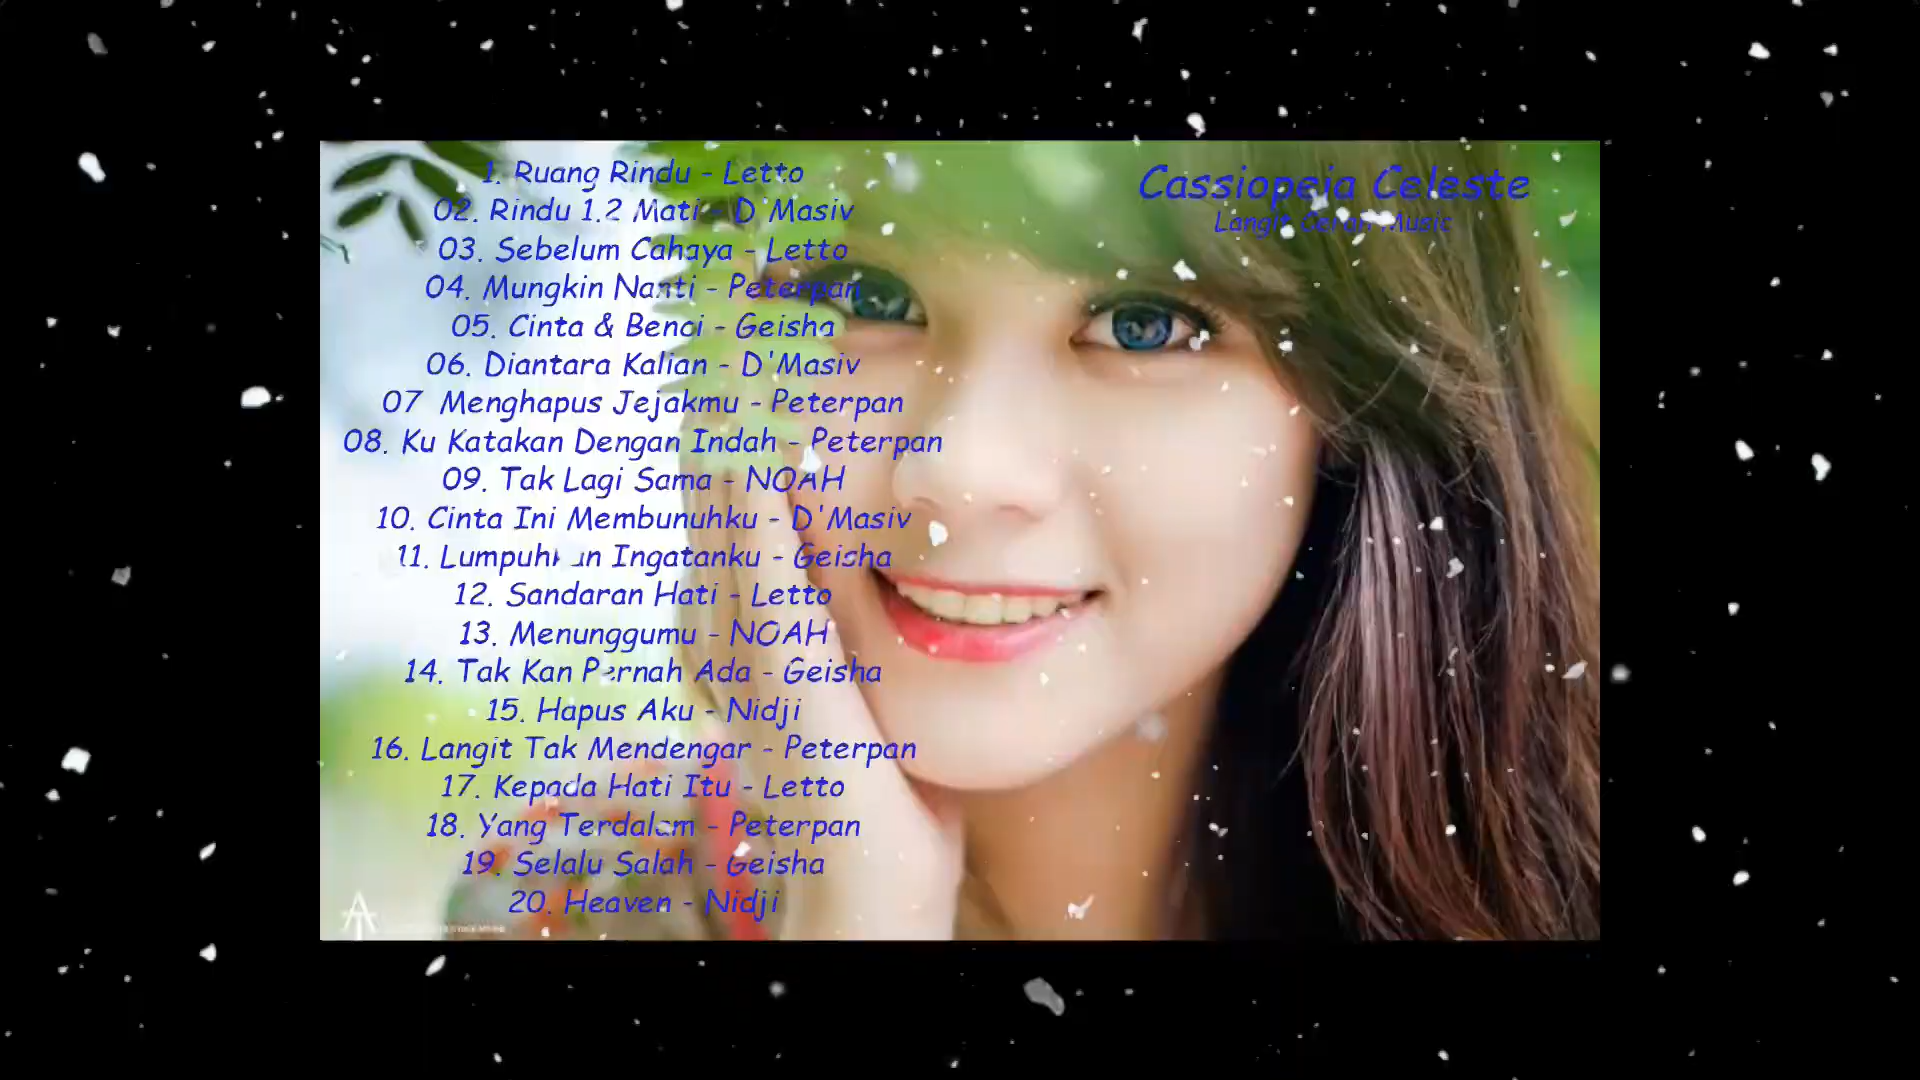 1. Ruang Rindu - Letto
02. Rindu 1.2 Mati - D'Masiv
03. Sebelum Cahaya - Letto
04. Mungkin Nanti - Peterpan
05. Cinta & Benci - Geisha
06. Diantara Kalian - D'Masiv
07 Menghapus Jejakmu - Peterpan
08. Ku Katakan Dengan Indah - Peterpan
09. Tak Lagi Sama - NOAH
10. Cinta Ini Membunuhku - D'Masiv
11. Lumpuhkan Ingatanku - Geisha
12. Sandaran Hati - Letto
13. Menunggumu - NOAH
14. Tak Kan Pernah Ada - Geisha
15. Hapus Aku - Nidji
16. Langit Tak Mendengar - Peterpan
17. Kepada Hati Itu - Letto
18. Yang Terdalam - Peterpan
19. Selalu Salah - Geisha
20. Heaven - Nidji
Cassiopeia Celeste
Langit Cerah Music